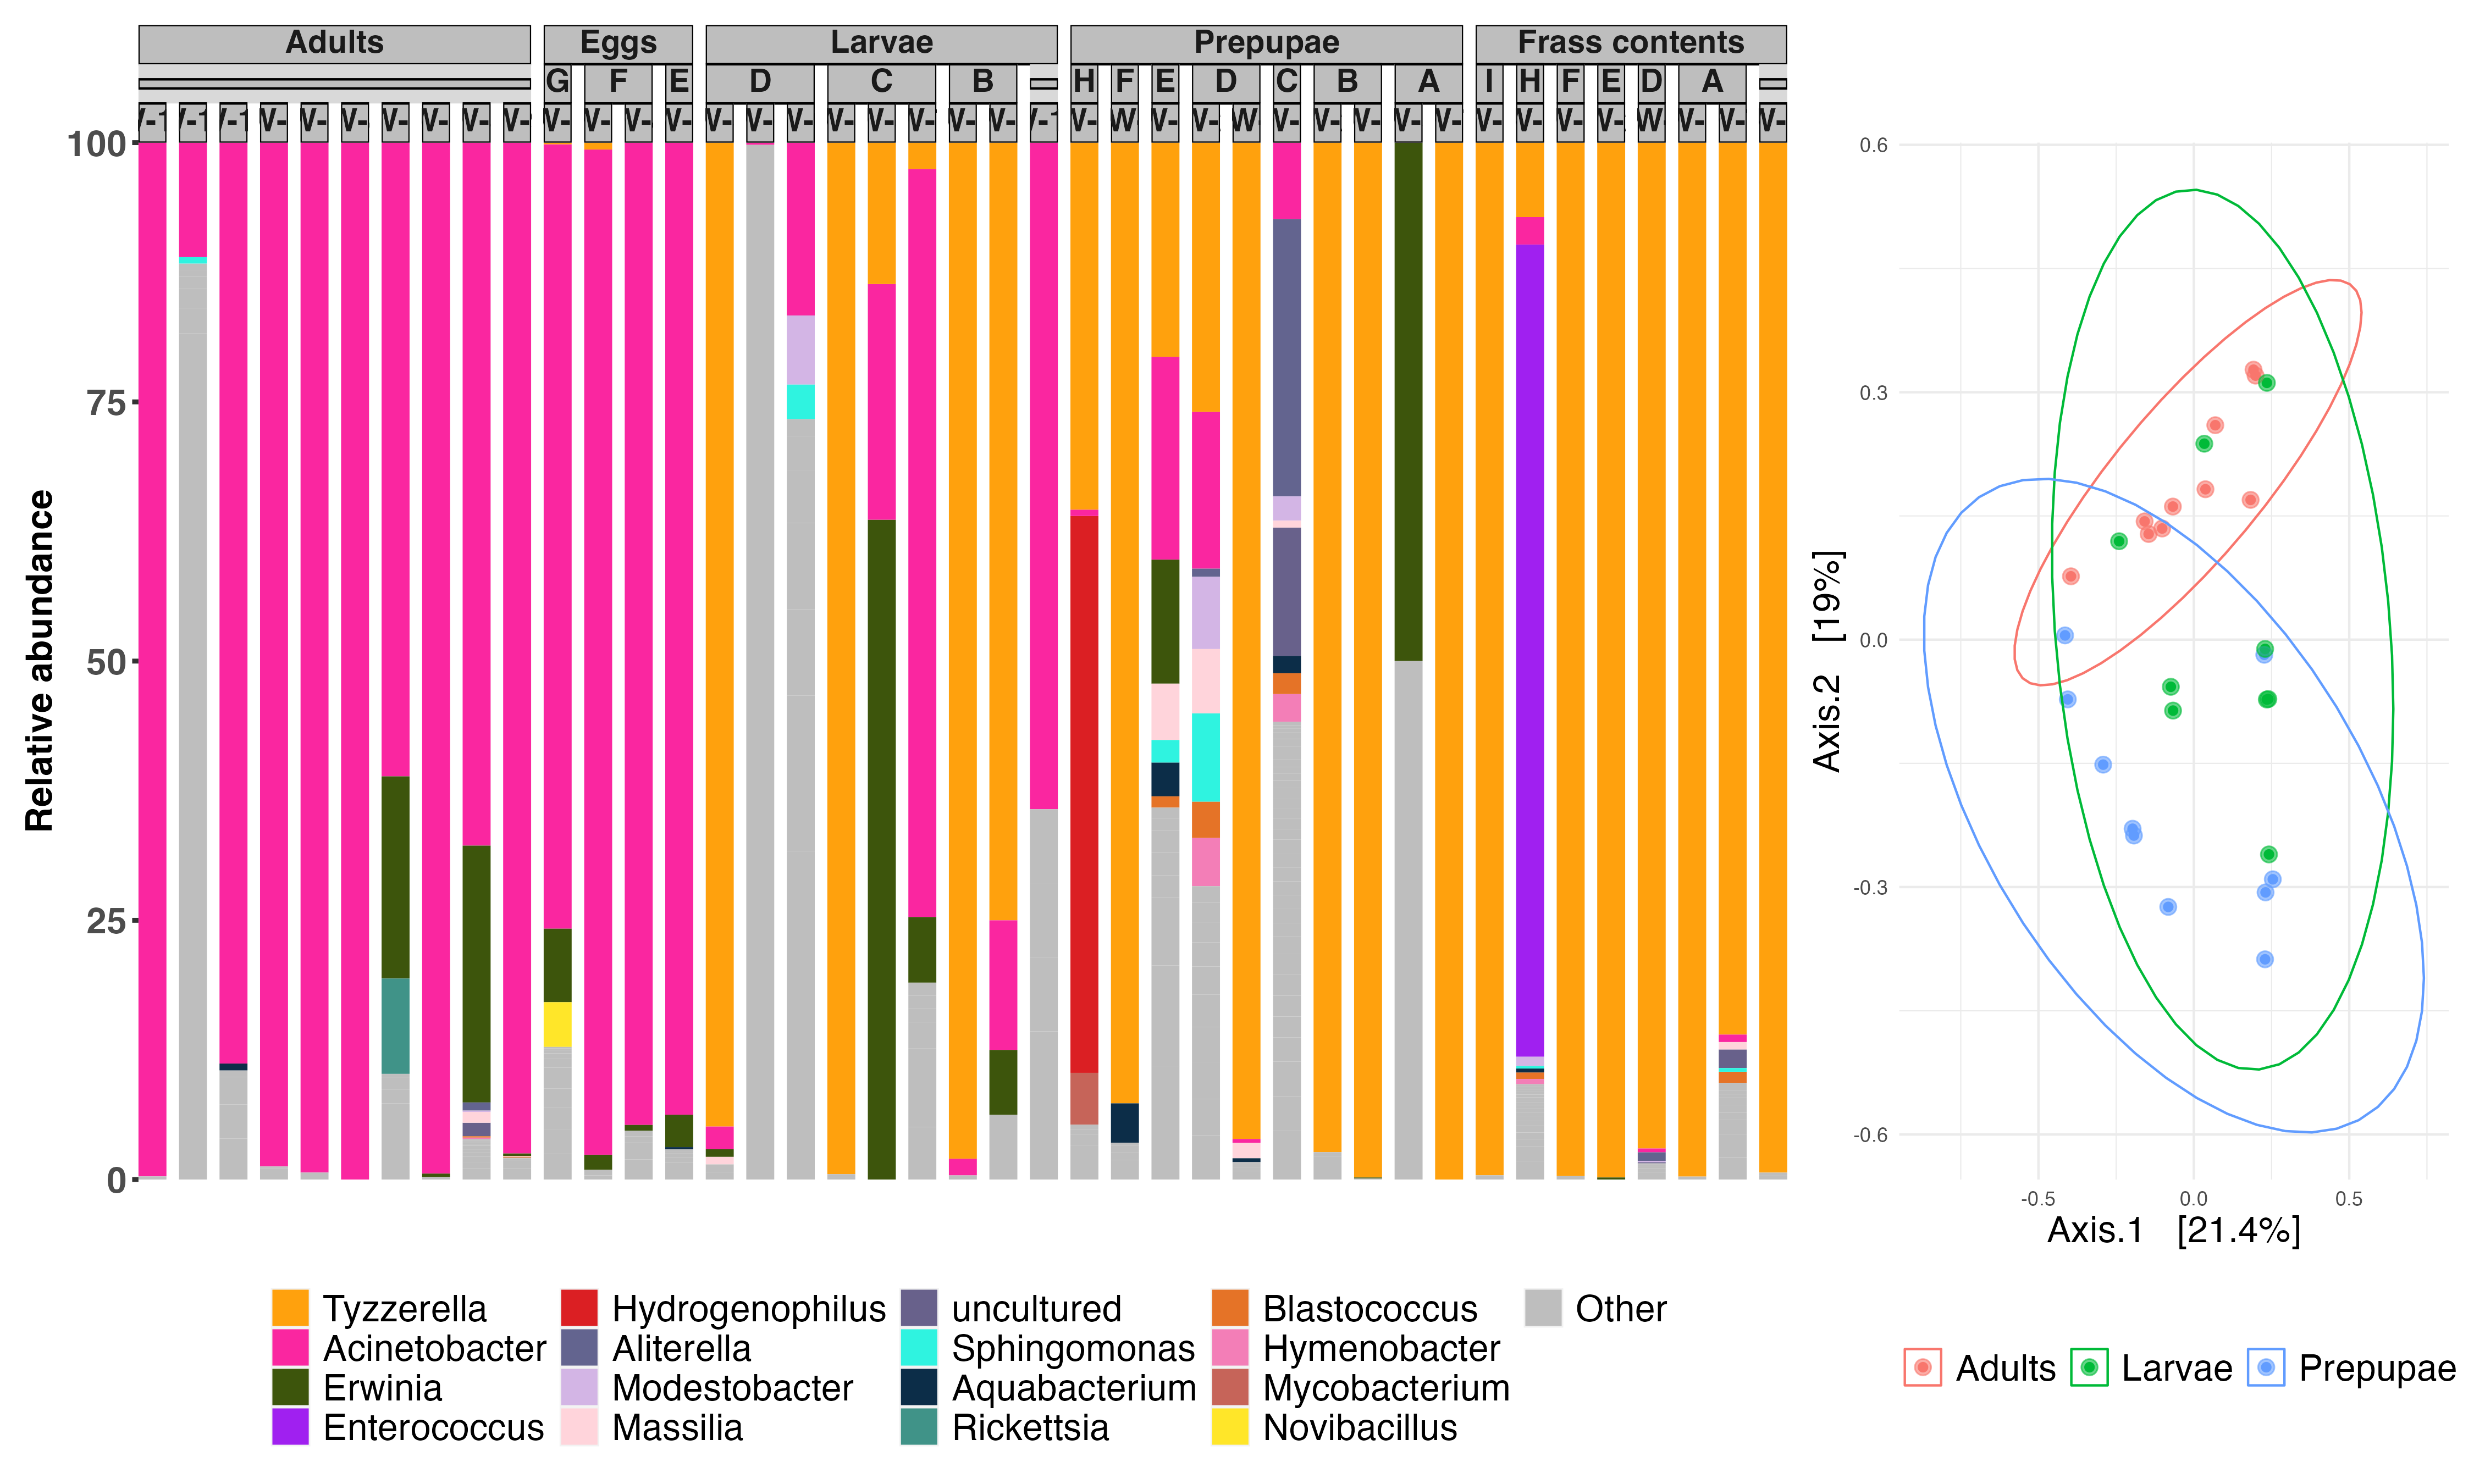 Adults Eggs Larvae Prepupae Frass contents
G F E D C B H F E D C B A I H F E D A
100
75
50
25
0
Relative abundance
0.6
0.3
0.0
-0.3
-0.6
Axis.2 [19%]
-0.5 0.0 0.5
Axis.1 [21.4%]
Tyzzerella Hydrogenophilus uncultured Blastococcus Other
Acinetobacter Aliterella Sphingomonas Hymenobacter
Erwinia Modestobacter Aquabacterium Mycobacterium
Enterococcus Massilia Rickettsia Novibacillus
Adults Larvae Prepupae